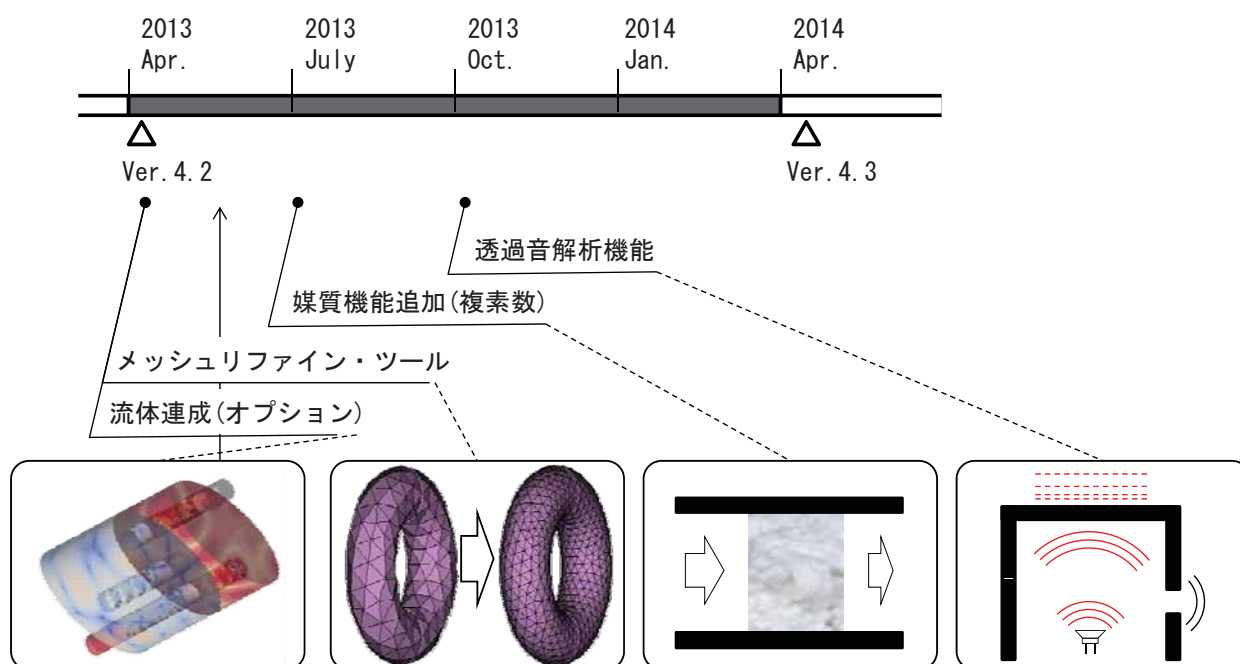 2013 2013 2013 2014 2014
Apr. July Oct. Jan. Apr.
Ver.4.2 Ver.4.3
透過音解析機能
媒質機能追加(複素数)
メッシュリファイン・ツール
流体連成(オプション)